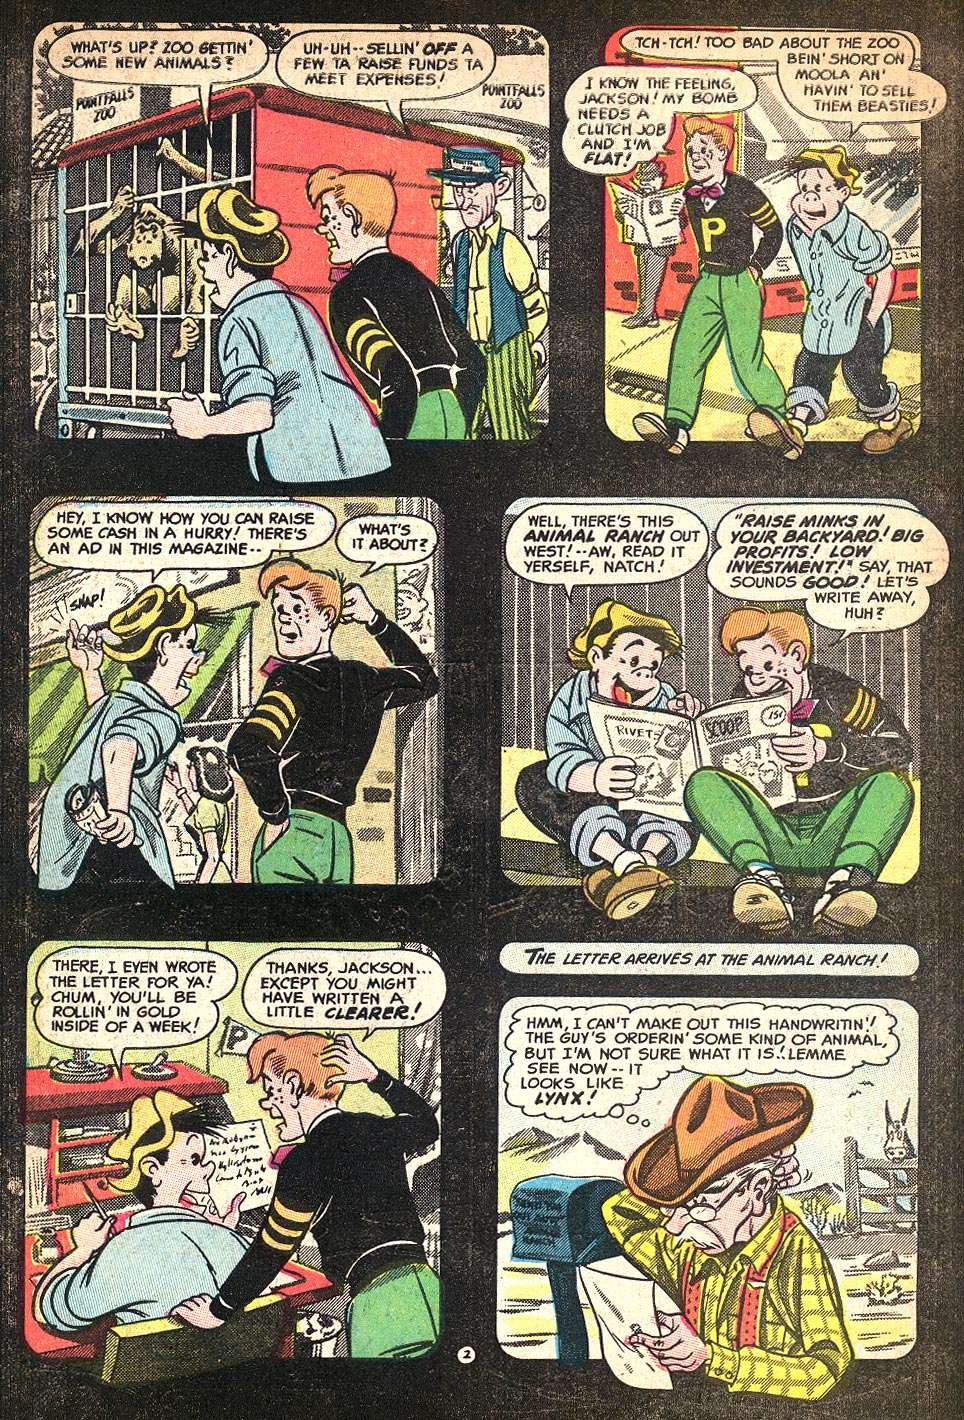 WHAT'S UP? ZOO GETTIN'
SOME NEW ANIMALS?
UH-UH--SELLIN' OFF A
FEW TA RAISE FUNDS TA
MEET EXPENSES!
POINTFALLS
ZOO
POINTFALLS
ZOO
TCH-TCH! TOO BAD ABOUT THE ZOO
BEIN' SHORT ON
MOOLA AN'
HAVIN' TO SELL
THEM BEASTIES!
I KNOW THE FEELING,
JACKSON! MY BOMB
NEEDS A
CLUTCH JOB
AND I'M
FLAT!
P
HEY, I KNOW HOW YOU CAN RAISE
SOME CASH IN A HURRY! THERE'S
AN AD IN THIS MAGAZINE--
WHAT'S
IT ABOUT?
SNAP!
WELL, THERE'S THIS
ANIMAL RANCH OUT
WEST!--AW, READ IT
YERSELF, NATCH!
"RAISE MINKS IN
YOUR BACKYARD! BIG
PROFITS! LOW
INVESTMENT!" SAY, THAT
SOUNDS GOOD! LET'S
WRITE AWAY,
HUH?
RIVETS
SCOOP
15¢
THERE, I EVEN WROTE
THE LETTER FOR YA!
CHUM, YOU'LL BE
ROLLIN' IN GOLD
INSIDE OF A WEEK!
THANKS, JACKSON...
EXCEPT YOU MIGHT
HAVE WRITTEN A
LITTLE CLEARER!
P
THE LETTER ARRIVES AT THE ANIMAL RANCH!
HMM, I CAN'T MAKE OUT THIS HANDWRITIN'!
THE GUY'S ORDERIN' SOME KIND OF ANIMAL,
BUT I'M NOT SURE WHAT IT IS! LEMME
SEE NOW--IT
LOOKS LIKE
LYNX!
2